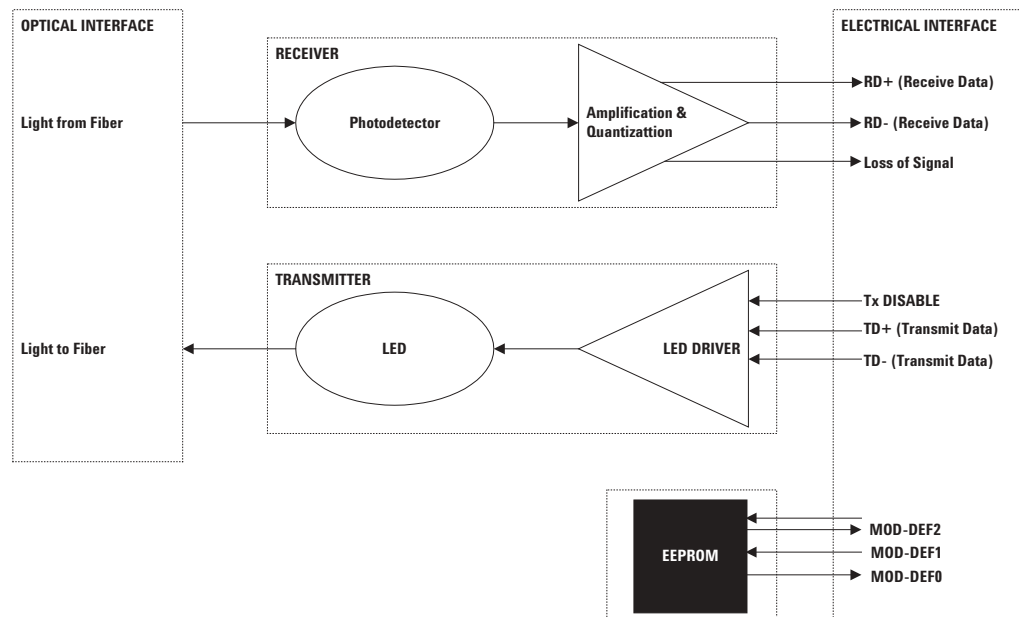 OPTICAL INTERFACE
ELECTRICAL INTERFACE
RECEIVER
Light from Fiber
Photodetector
Amplification &
Quantizattion
RD+ (Receive Data)
RD- (Receive Data)
Loss of Signal
TRANSMITTER
Light to Fiber
LED
LED DRIVER
Tx DISABLE
TD+ (Transmit Data)
TD- (Transmit Data)
EEPROM
MOD-DEF2
MOD-DEF1
MOD-DEF0